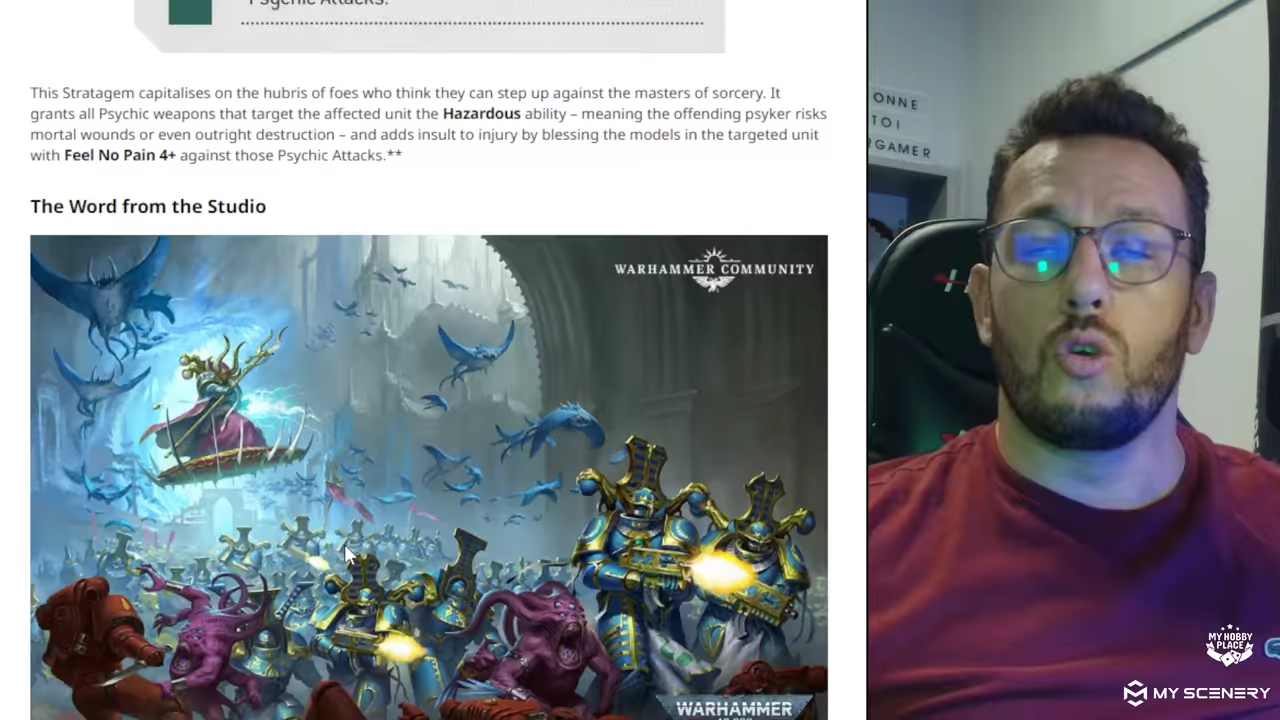 Psychic Attacks.
This Stratagem capitalises on the hubris of foes who think they can step up against the masters of sorcery. It
grants all Psychic weapons that target the affected unit the Hazardous ability – meaning the offending psyker risks
mortal wounds or even outright destruction – and adds insult to injury by blessing the models in the targeted unit
with Feel No Pain 4+ against those Psychic Attacks.**
The Word from the Studio
WARHAMMER COMMUNITY
WARHAMMER
ONNE
TOI
RGAMER
MY HOBBY
PLACE
MY SCENERY